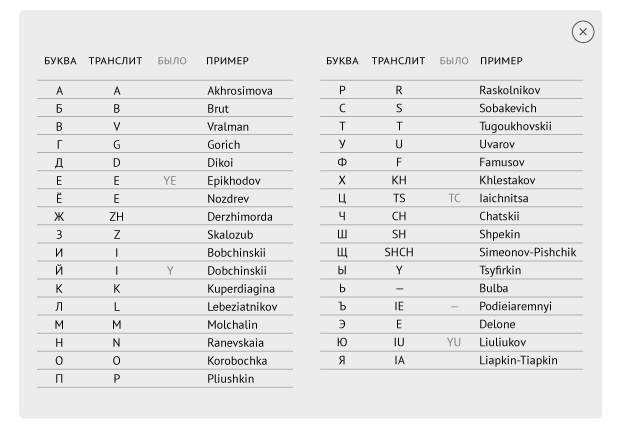 БУКВА ТРАНСЛИТ БЫЛО ПРИМЕР
А A Akhrosimova
Б B Brut
В V Vralman
Г G Gorich
Д D Dikoi
Е E YE Epikhodov
Ё E Nozdrev
Ж ZH Derzhimorda
З Z Skalozub
И I Bobchinskii
Й I Y Dobchinskii
К K Kuperdiagina
Л L Lebeziatnikov
М M Molchalin
Н N Ranevskaia
О O Korobochka
П P Pliushkin
БУКВА ТРАНСЛИТ БЫЛО ПРИМЕР
Р R Raskolnikov
С S Sobakevich
Т T Tugoukhovskii
У U Uvarov
Ф F Famusov
Х KH Khlestakov
Ц TS TC Iaichnitsa
Ч CH Chatskii
Ш SH Shpekin
Щ SHCH Simeonov-Pishchik
Ы Y Tsyfirkin
Ь — Bulba
Ъ IE — Podieiaremnyi
Э E Delone
Ю IU YU Liuliukov
Я IA Liapkin-Tiapkin